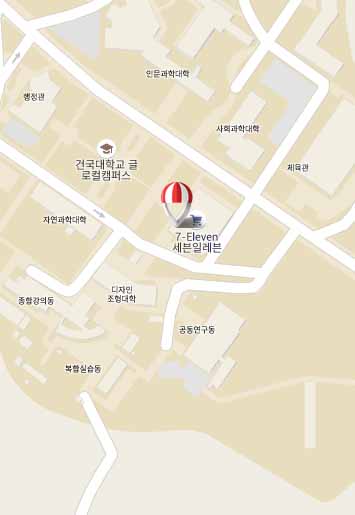 인문과학대학
행정관
사회과학대학
건국대학교 글
로컬캠퍼스
체육관
자연과학대학
7-Eleven
세븐일레븐
디자인
조형대학
종합강의동
공동연구동
복합실습동